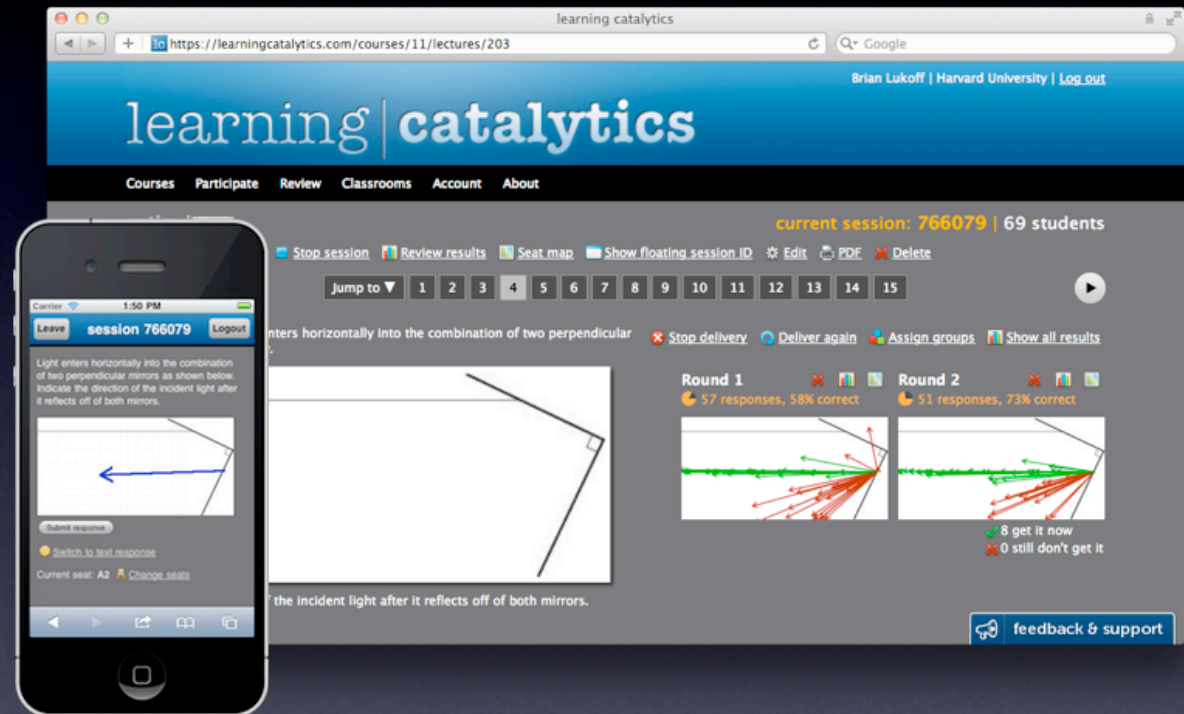 learning catalytics
https://learningcatalytics.com/courses/11/lectures/203
Google
Brian Lukoff | Harvard University | Log out
learning | catalytics
Courses Participate Review Classrooms Account About
current session: 766079 | 69 students
Stop session Review results Seat map Show floating session ID Edit PDF Delete
Jump to ▼ 1 2 3 4 5 6 7 8 9 10 11 12 13 14 15
enters horizontally into the combination of two perpendicular
Stop delivery Deliver again Assign groups Show all results
Round 1
57 responses, 58% correct
Round 2
51 responses, 73% correct
8 get it now
0 still don't get it
the incident light after it reflects off of both mirrors.
feedback & support
Carrier 1:50 PM
Leave session 766079 Logout
Light enters horizontally into the combination
of two perpendicular mirrors as shown below.
Indicate the direction of the incident light after
it reflects off of both mirrors.
Submit response
Switch to text response
Current seat: A2 Change seats